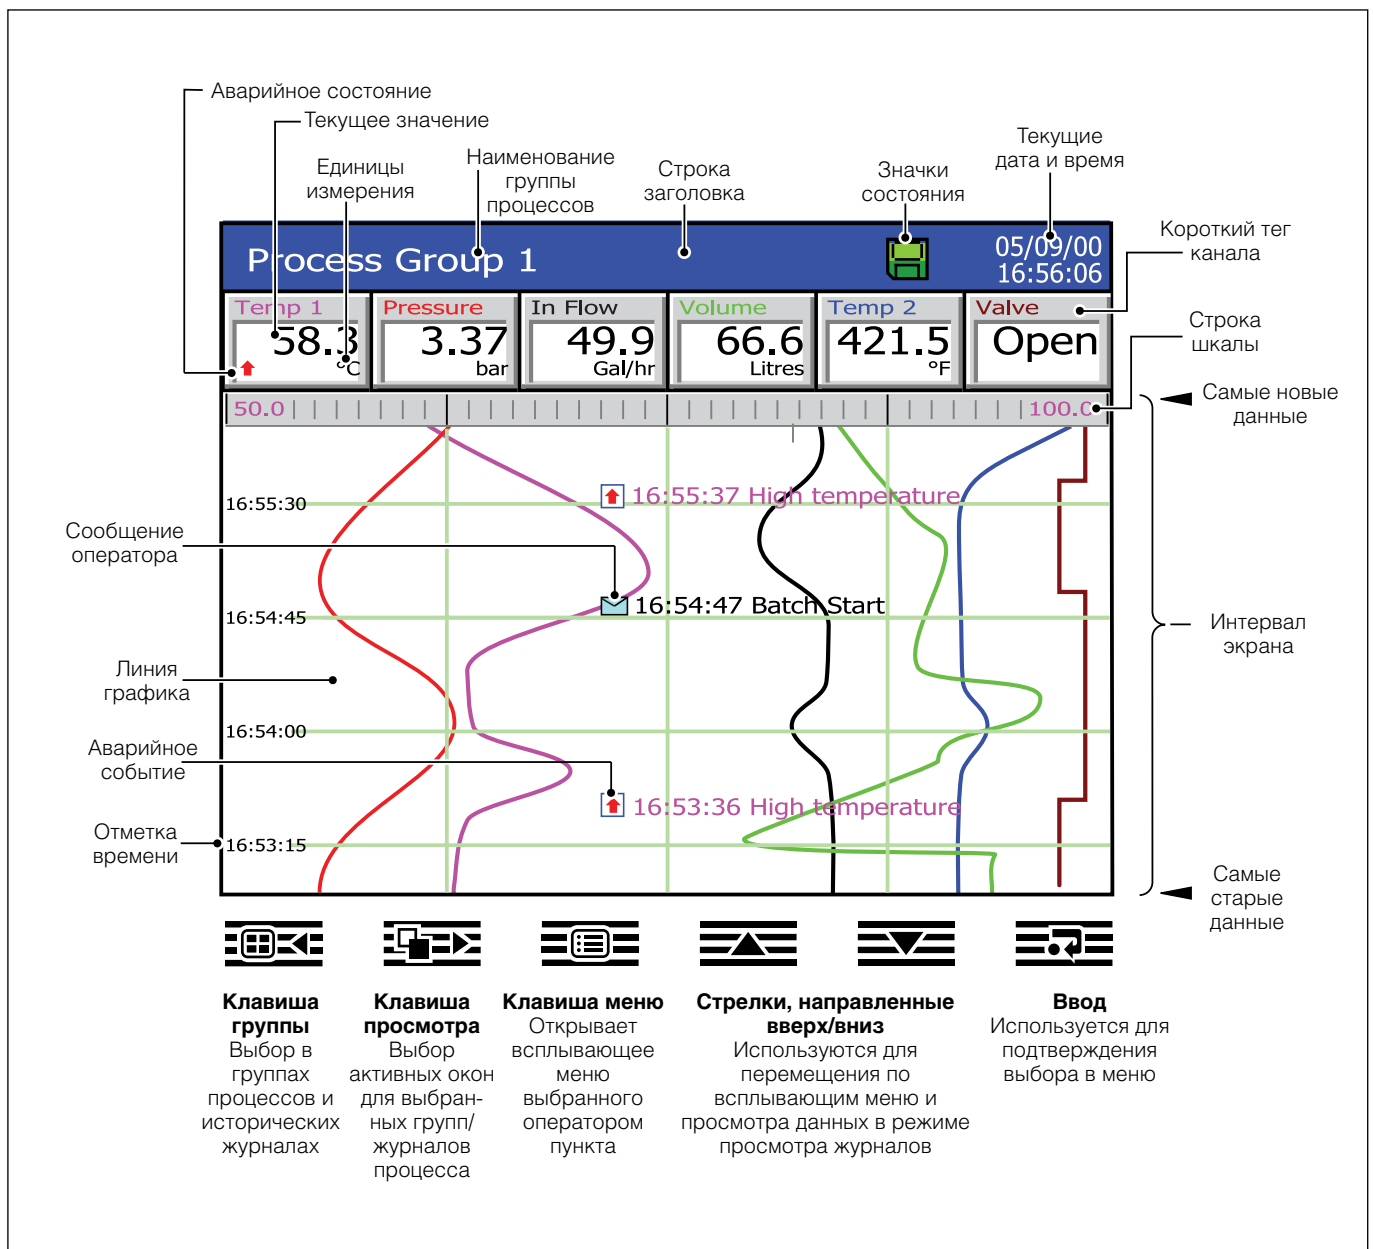 Аварийное состояние
Текущее значение
Единицы
измерения
Наименование
группы
процессов
Строка
заголовка
Значки
состояния
Текущие
дата и время
Короткий тег
канала
Строка
шкалы
Самые новые
данные
Интервал
экрана
Самые
старые
данные
Process Group 1
05/09/00
16:56:06
Temp 1
58.3
°C
Pressure
3.37
bar
In Flow
49.9
Gal/hr
Volume
66.6
Litres
Temp 2
421.5
°F
Valve
Open
50.0
100.0
16:55:30
16:55:37 High temperature
Сообщение
оператора
16:54:47 Batch Start
16:54:45
Линия
графика
16:54:00
Аварийное
событие
16:53:36 High temperature
Отметка
времени
16:53:15
Клавиша
группы
Выбор в
группах
процессов и
исторических
журналах
Клавиша
просмотра
Выбор
активных окон
для выбран-
ных групп/
журналов
процесса
Клавиша меню
Открывает
всплывающее
меню
выбранного
оператором
пункта
Стрелки, направленные
вверх/вниз
Используются для
перемещения по
всплывающим меню и
просмотра данных в режиме
просмотра журналов
Ввод
Используется для
подтверждения
выбора в меню